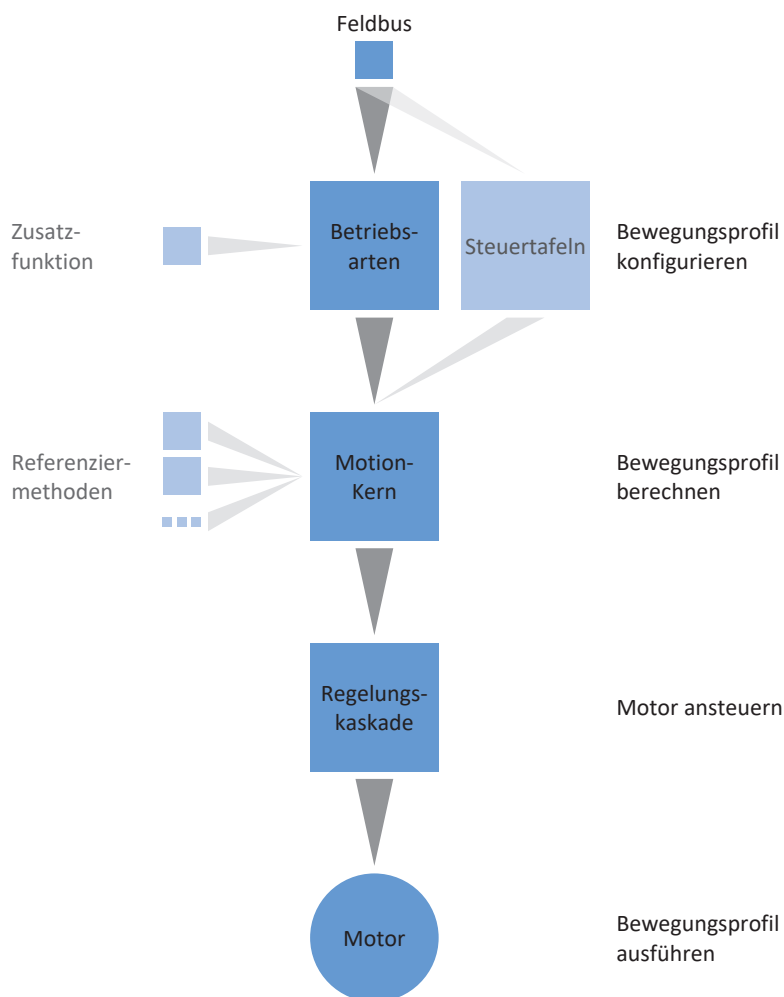 Feldbus
Zusatz-
funktion
Betriebs-
arten
Steuertafeln
Bewegungsprofil
konfigurieren
Referenzier-
methoden
Motion-
Kern
Bewegungsprofil
berechnen
Regelungs-
kaskade
Motor ansteuern
Motor
Bewegungsprofil
ausführen